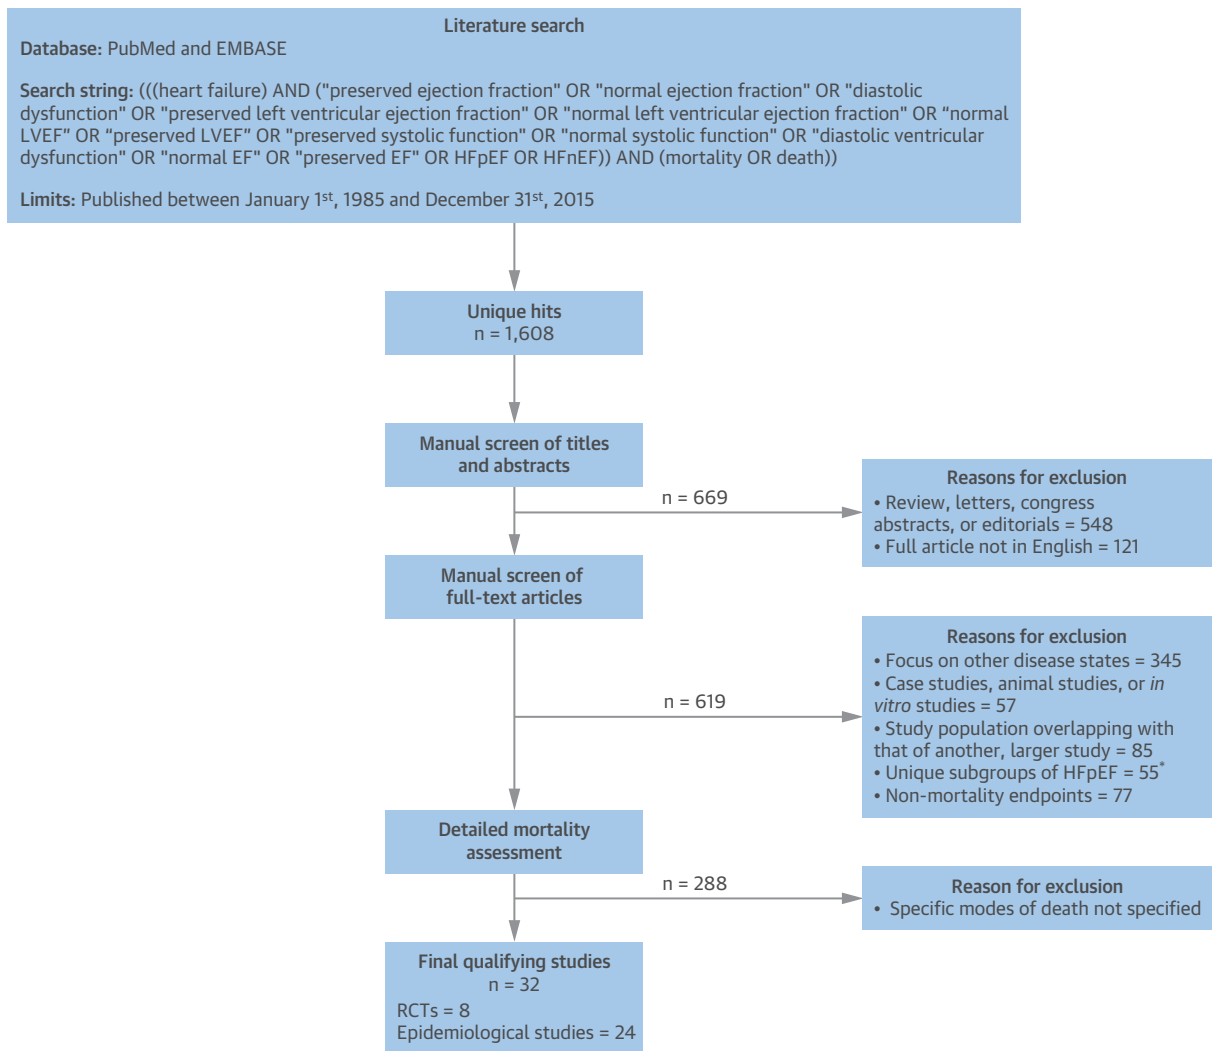 Literature search
Database: PubMed and EMBASE
Search string: (((heart failure) AND ("preserved ejection fraction" OR "normal ejection fraction" OR "diastolic
dysfunction" OR "preserved left ventricular ejection fraction" OR "normal left ventricular ejection fraction" OR “normal
LVEF” OR “preserved LVEF” OR "preserved systolic function" OR "normal systolic function" OR "diastolic ventricular
dysfunction" OR "normal EF" OR "preserved EF" OR HFpEF OR HFnEF)) AND (mortality OR death))
Limits: Published between January 1st, 1985 and December 31st, 2015
Unique hits
n = 1,608
Manual screen of titles
and abstracts
n = 669
Reasons for exclusion
• Review, letters, congress
abstracts, or editorials = 548
• Full article not in English = 121
Manual screen of
full-text articles
n = 619
Reasons for exclusion
• Focus on other disease states = 345
• Case studies, animal studies, or in
vitro studies = 57
• Study population overlapping with
that of another, larger study = 85
• Unique subgroups of HFpEF = 55*
• Non-mortality endpoints = 77
Detailed mortality
assessment
n = 288
Reason for exclusion
• Specific modes of death not specified
Final qualifying studies
n = 32
RCTs = 8
Epidemiological studies = 24